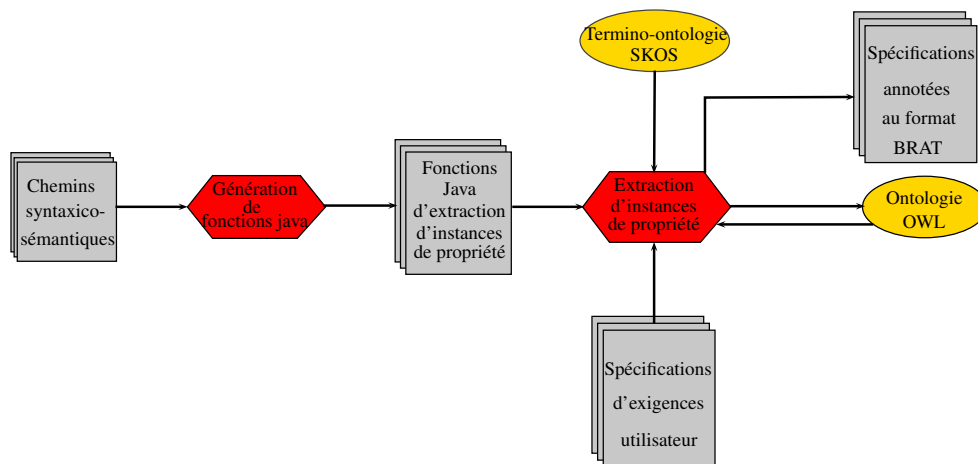 Termino-ontologie
SKOS
Spécifications
annotées
au format
BRAT
Chemins
syntaxico-
sémantiques
Génération
de
fonctions java
Fonctions
Java
d'extraction
d'instances
de propriété
Extraction
d'instances
de propriété
Ontologie
OWL
Spécifications
d'exigences
utilisateur